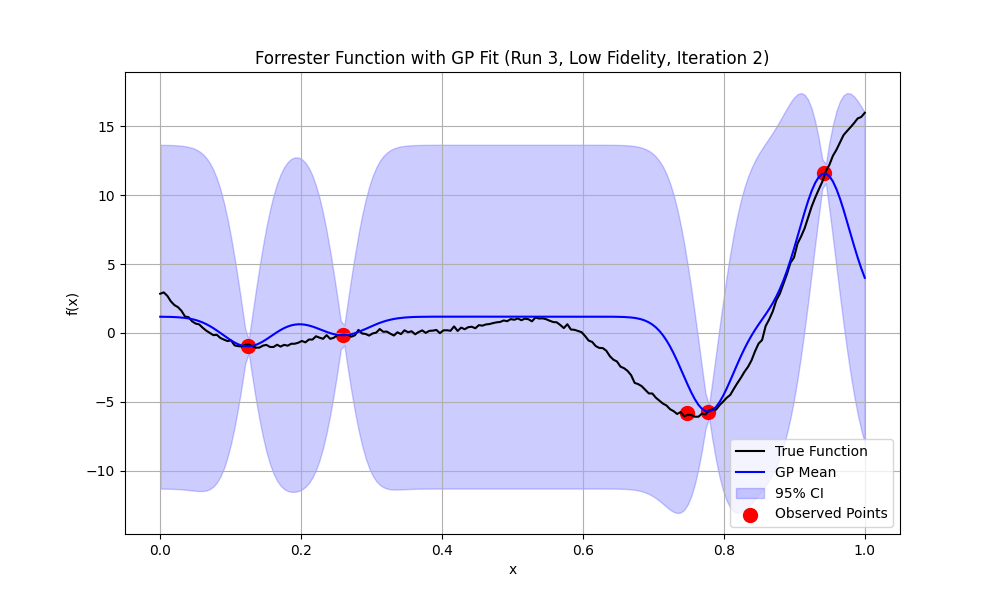 Forrester Function with GP Fit (Run 3, Low Fidelity, Iteration 2)
f(x)
15
10
5
0
−5
−10
0.0 0.2 0.4 0.6 0.8 1.0
x
True Function
GP Mean
95% CI
Observed Points